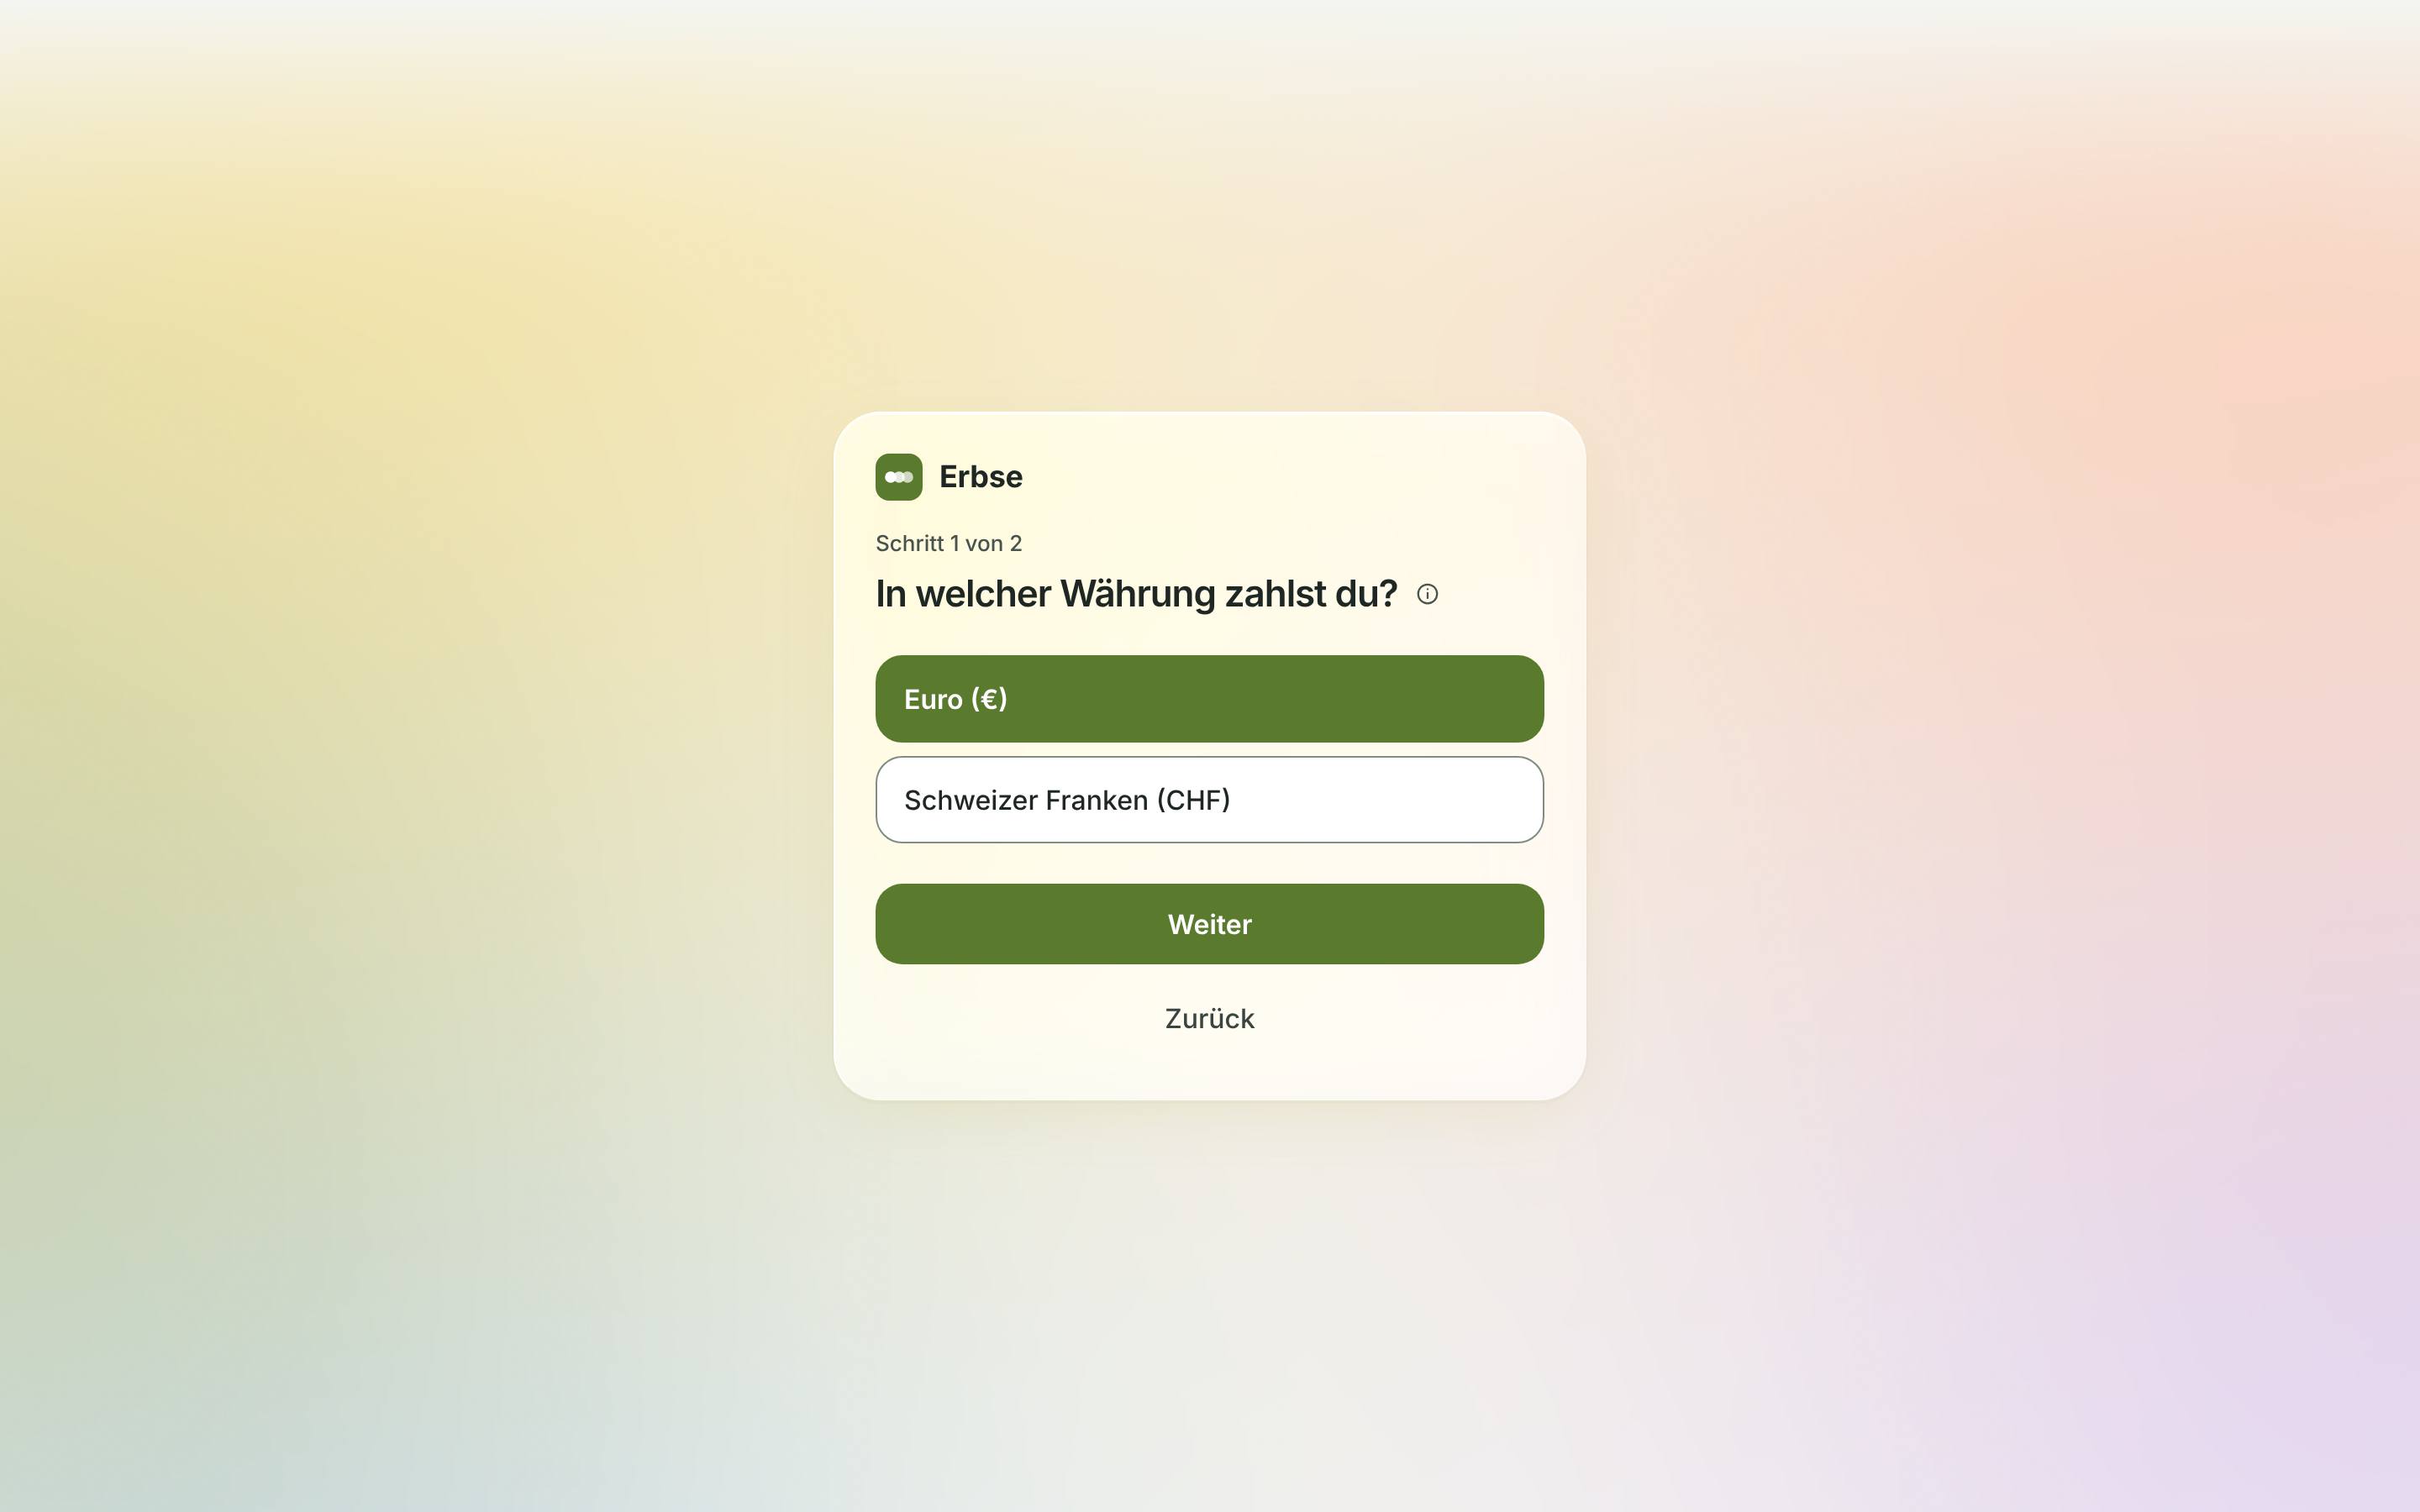 Erbse
Schritt 1 von 2
In welcher Währung zahlst du?
Euro (€)
Schweizer Franken (CHF)
Weiter
Zurück